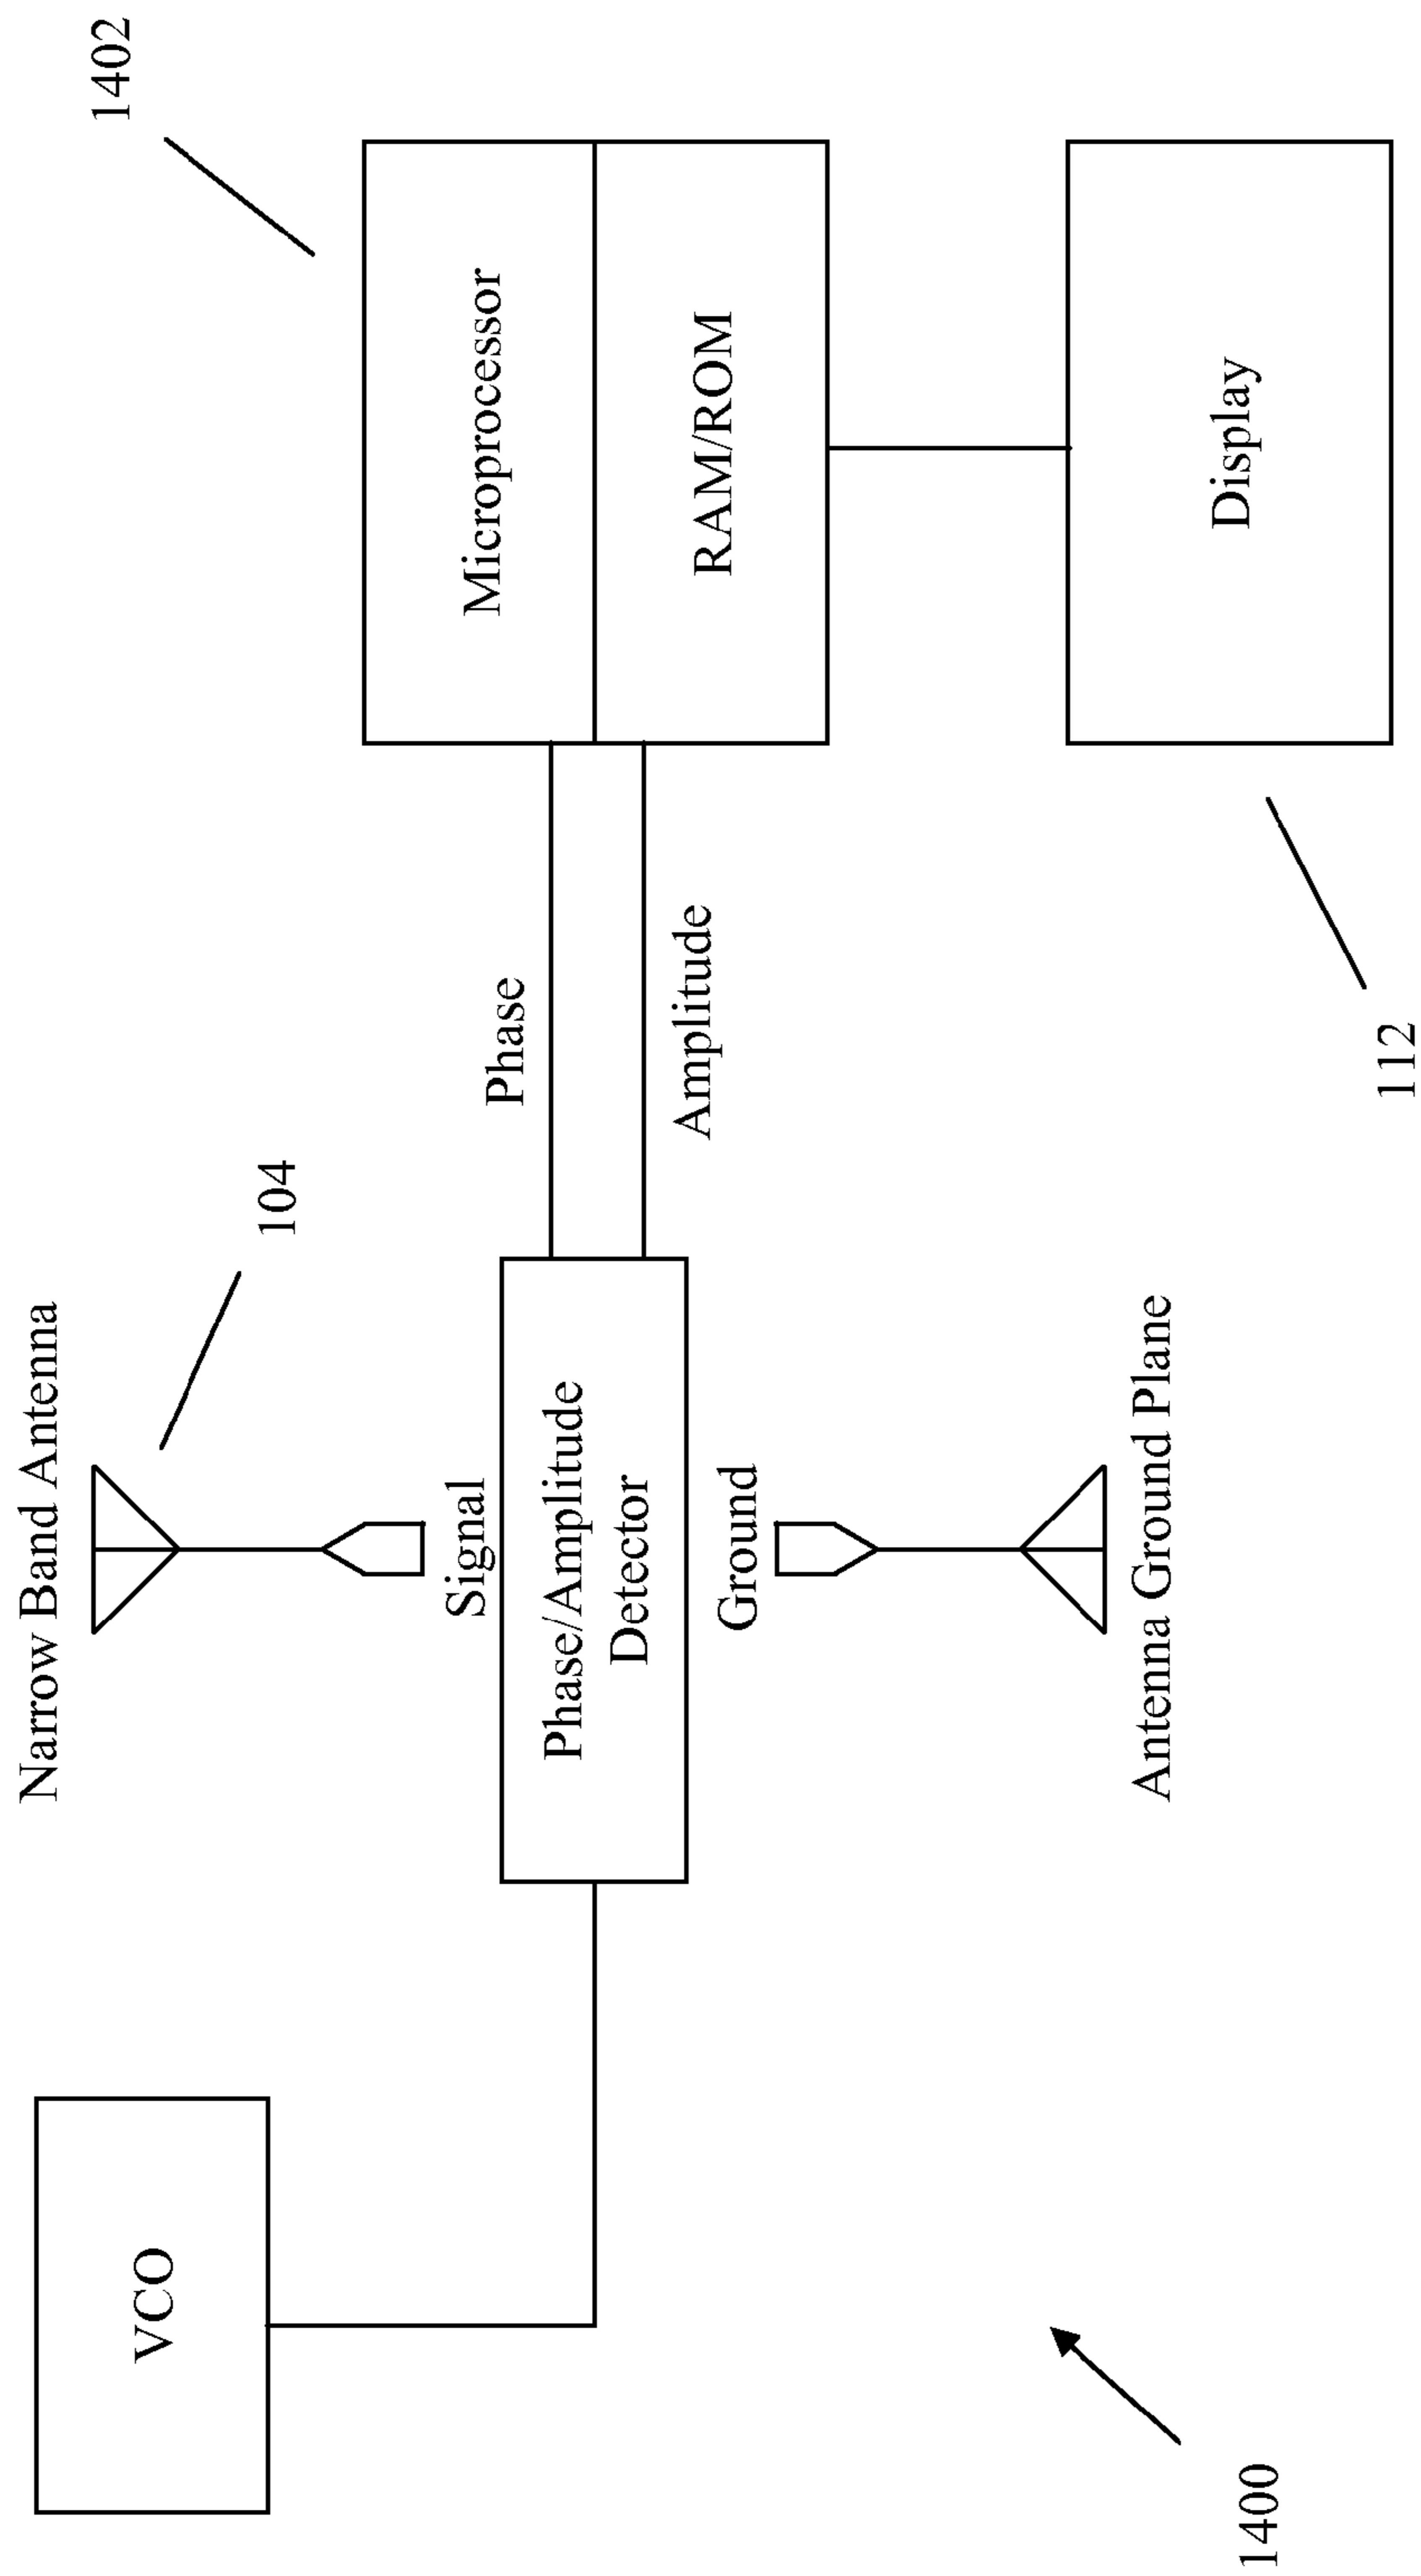 VCO
Narrow Band Antenna
104
1402
Signal
Phase/Amplitude
Detector
Ground
Antenna Ground Plane
Phase
Amplitude
Microprocessor
RAM/ROM
Display
112
1400